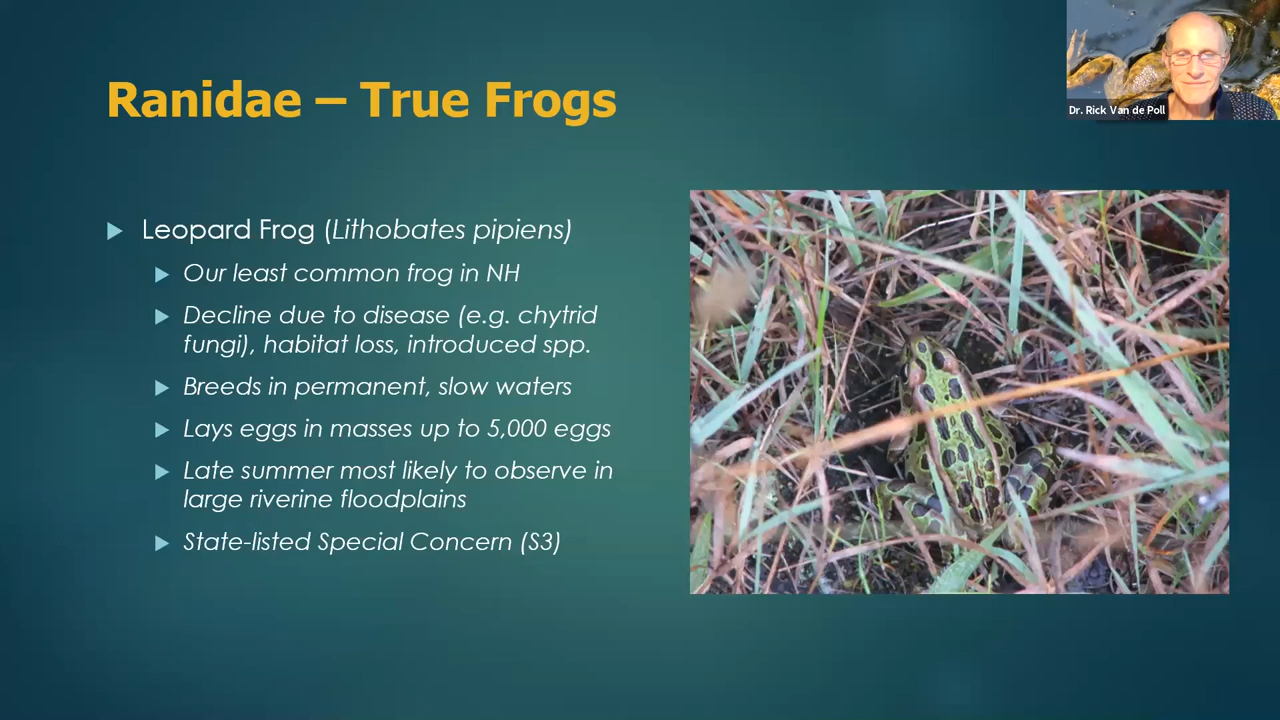 Ranidae – True Frogs
Dr. Rick Van de Poll
Leopard Frog (Lithobates pipiens)
Our least common frog in NH
Decline due to disease (e.g. chytrid
fungi), habitat loss, introduced spp.
Breeds in permanent, slow waters
Lays eggs in masses up to 5,000 eggs
Late summer most likely to observe in
large riverine floodplains
State-listed Special Concern (S3)